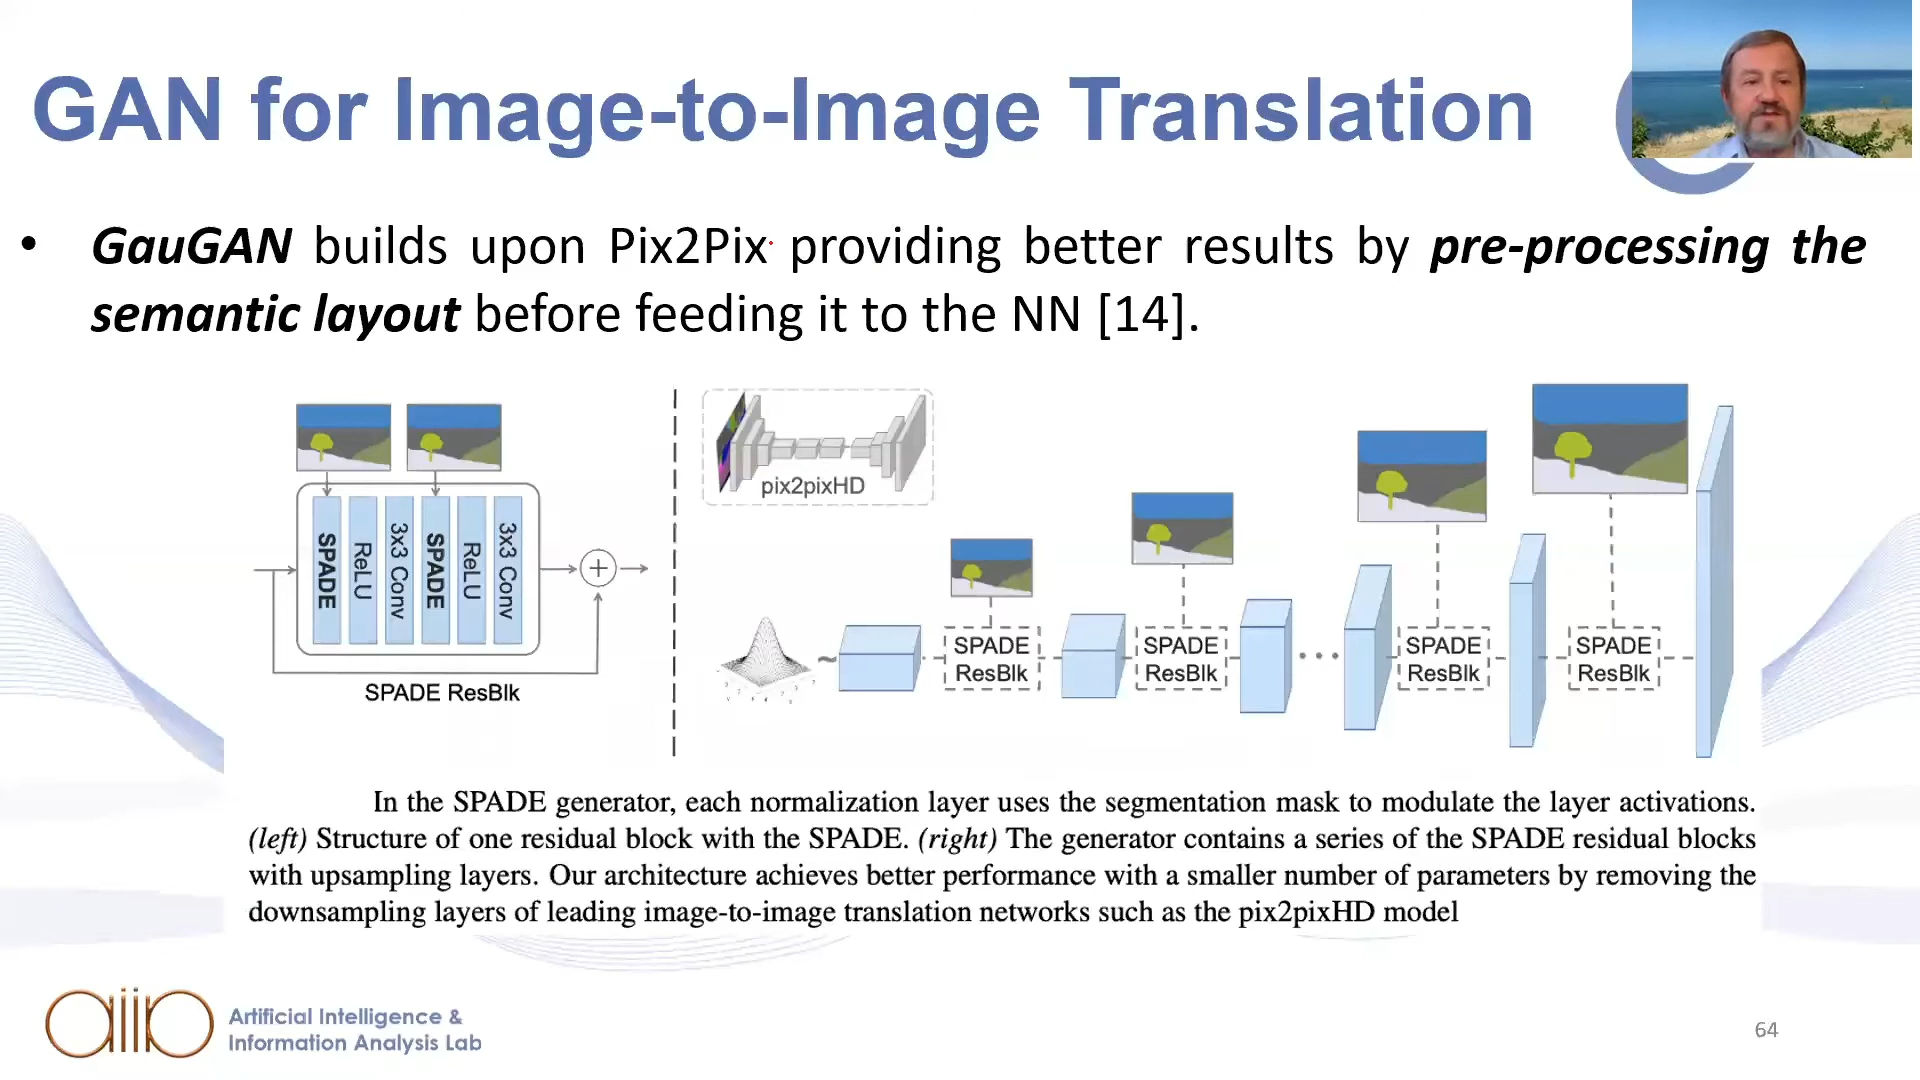 GAN for Image-to-Image Translation
• GauGAN builds upon Pix2Pix providing better results by pre-processing the
semantic layout before feeding it to the NN [14].
SPADE
ReLU
3x3 Conv
SPADE
ReLU
3x3 Conv
+
SPADE ResBlk
pix2pixHD
~
SPADE
ResBlk
SPADE
ResBlk
SPADE
ResBlk
SPADE
ResBlk
In the SPADE generator, each normalization layer uses the segmentation mask to modulate the layer activations.
(left) Structure of one residual block with the SPADE. (right) The generator contains a series of the SPADE residual blocks
with upsampling layers. Our architecture achieves better performance with a smaller number of parameters by removing the
downsampling layers of leading image-to-image translation networks such as the pix2pixHD model
aiia
Artificial Intelligence &
Information Analysis Lab
64